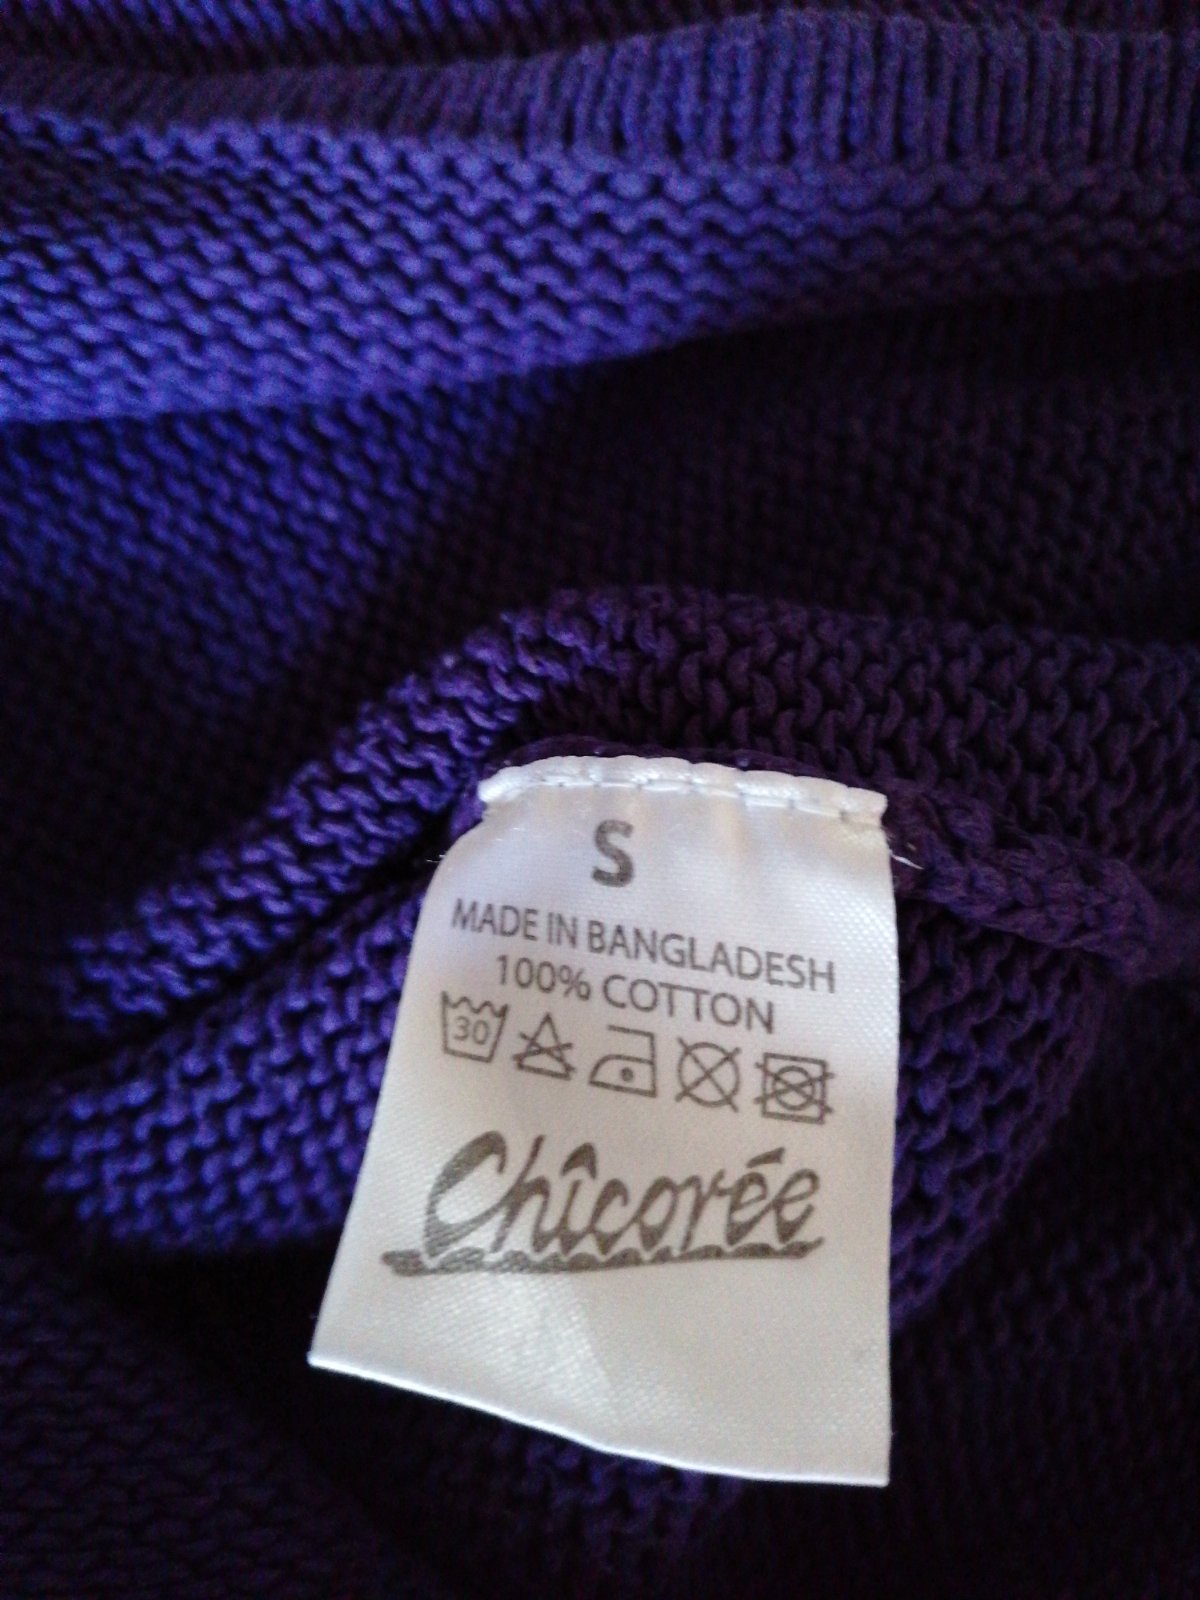 S
MADE IN BANGLADESH
100% COTTON
30
Chîcorée